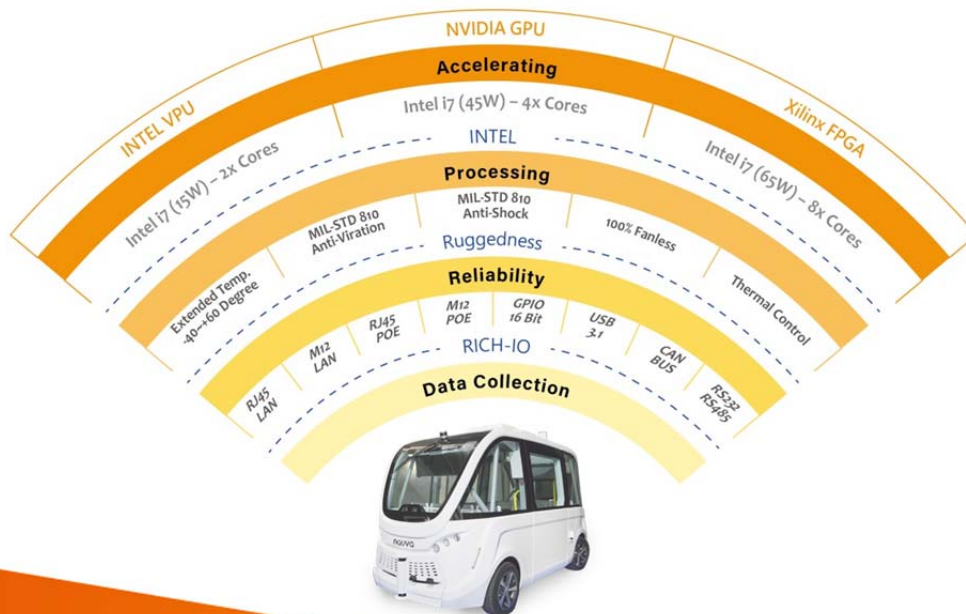 NVIDIA GPU
INTEL VPU
Xilinx FPGA
Accelerating
Intel i7 (15W) – 2x Cores
Intel i7 (45W) – 4x Cores
Intel i7 (65W) – 8x Cores
INTEL
Processing
Extended Temp.
-40~+60 Degree
MIL-STD 810
Anti-Viration
MIL-STD 810
Anti-Shock
100% Fanless
Thermal Control
Ruggedness
Reliability
RJ45
LAN
M12
LAN
RJ45
POE
M12
POE
GPIO
16 Bit
USB
3.1
CAN
BUS
RS232
RS485
RICH-IO
Data Collection